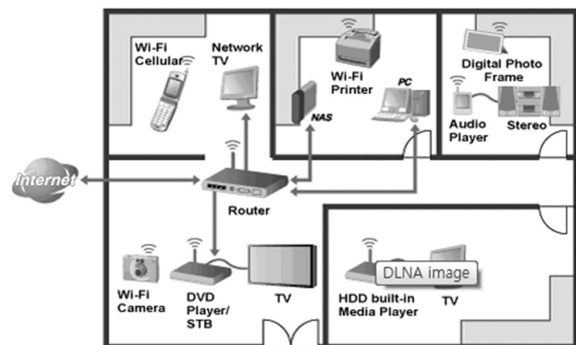 Wi-Fi
Cellular
Network
TV
Wi-Fi
Printer
NAS
PC
Digital Photo
Frame
Audio
Player
Stereo
Internet
Router
Wi-Fi
Camera
DVD
Player/
STB
TV
DLNA image
HDD built-in
Media Player
TV